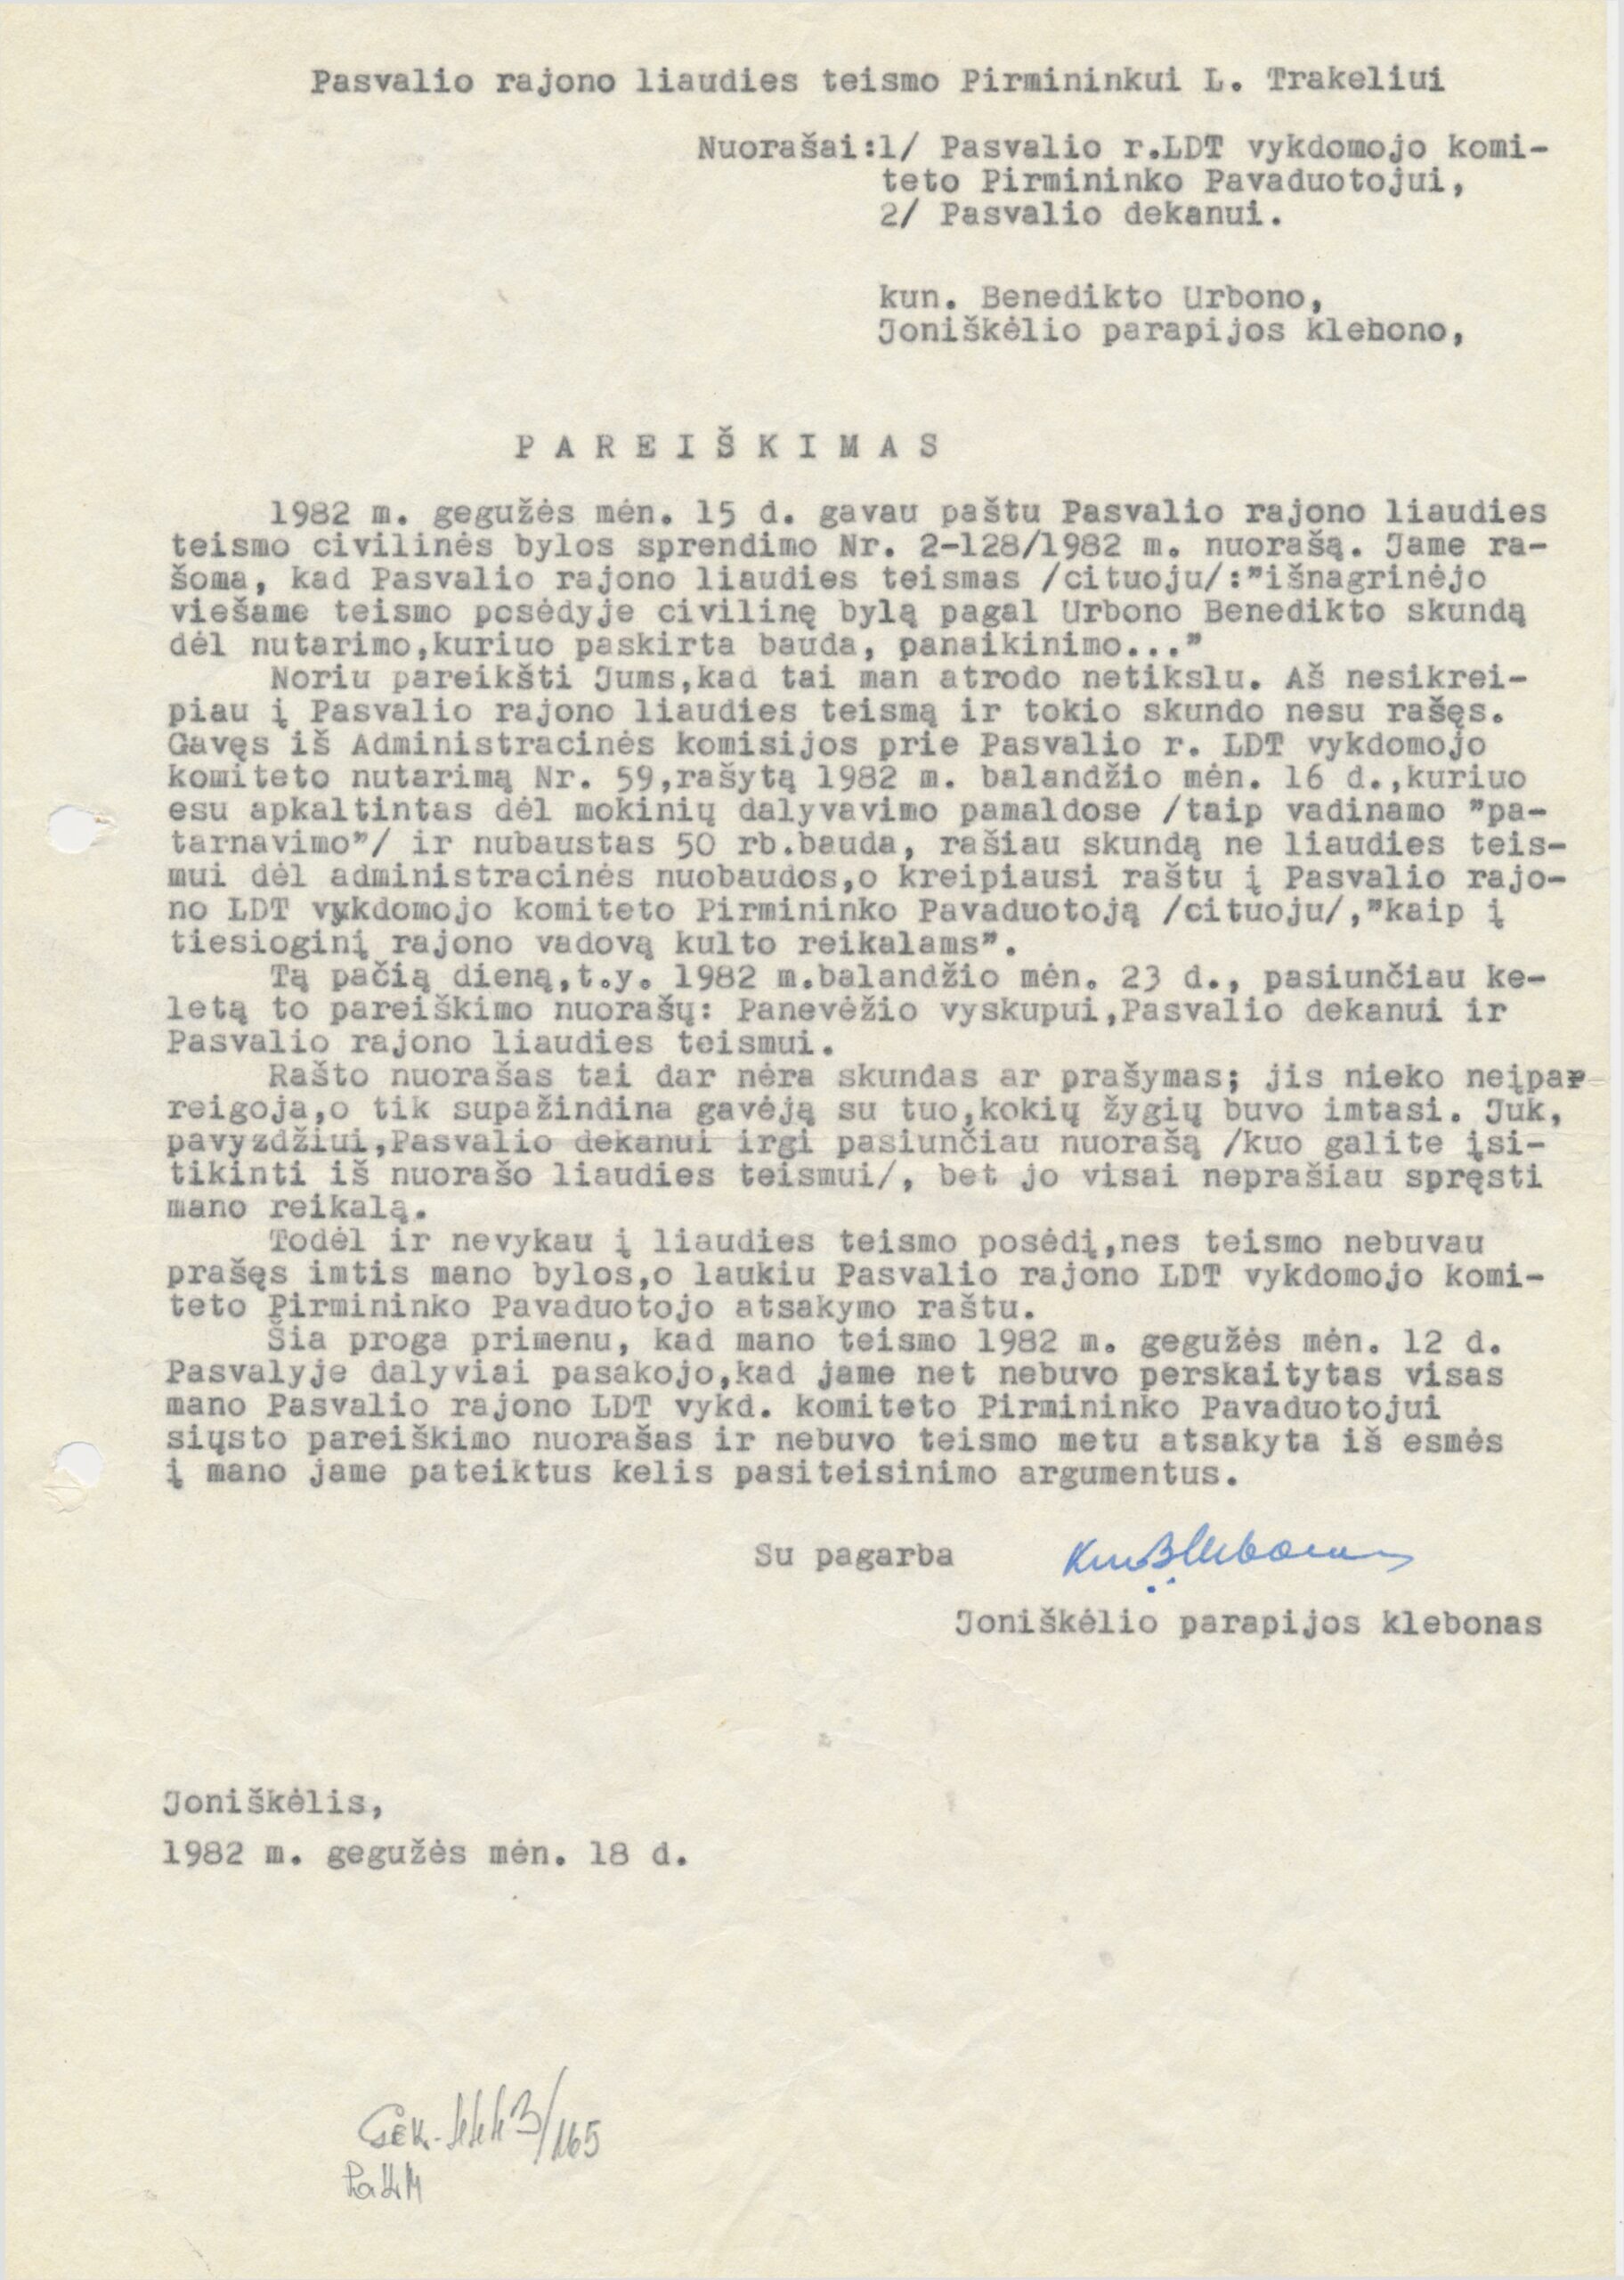 Pasvalio rajono liaudies teismo Pirmininkui L. Trakeliui
Nuorašai:1/ Pasvalio r.LDT vykdomojo komi-
teto Pirmininko Pavaduotojui,
2/ Pasvalio dekanui.
kun. Benedikto Urbono,
Joniškėlio parapijos klebono,
P A R E I Š K I M A S
1982 m. gegužės mėn. 15 d. gavau paštu Pasvalio rajono liaudies
teismo civilinės bylos sprendimo Nr. 2-128/1982 m. nuorašą. Jame ra-
šoma, kad Pasvalio rajono liaudies teismas /cituoju/:"išnagrinėjo
viešame teismo posėdyje civilinę bylą pagal Urbono Benedikto skundą
dėl nutarimo,kuriuo paskirta bauda, panaikinimo..."
Noriu pareikšti Jums,kad tai man atrodo netikslu. Aš nesikrei-
piau į Pasvalio rajono liaudies teismą ir tokio skundo nesu rašęs.
Gavęs iš Administracinės komisijos prie Pasvalio r. LDT vykdomojo
komiteto nutarimą Nr. 59,rašytą 1982 m. balandžio mėn. 16 d.,kuriuo
esu apkaltintas dėl mokinių dalyvavimo pamaldose /taip vadinamo "pa-
tarnavimo"/ ir nubaustas 50 rb.bauda, rašiau skundą ne liaudies teis-
mui dėl administracinės nuobaudos,o kreipiausi raštu į Pasvalio rajo-
no LDT vykdomojo komiteto Pirmininko Pavaduotoją /cituoju/,"kaip į
tiesioginį rajono vadovą kulto reikalams".
Tą pačią dieną,t.y. 1982 m.balandžio mėn. 23 d., pasiunčiau ke-
letą to pareiškimo nuorašų: Panevėžio vyskupui,Pasvalio dekanui ir
Pasvalio rajono liaudies teismui.
Rašto nuorašas tai dar nėra skundas ar prašymas; jis nieko neįpa-
reigoja,o tik supažindina gavėją su tuo,kokių žygių buvo imtasi. Juk,
pavyzdžiui,Pasvalio dekanui irgi pasiunčiau nuorašą /kuo galite įsi-
tikinti iš nuorašo liaudies teismui/, bet jo visai neprašiau spręsti
mano reikalą.
Todėl ir nevykau į liaudies teismo posėdį,nes teismo nebuvau
prašęs imtis mano bylos,o laukiu Pasvalio rajono LDT vykdomojo komi-
teto Pirmininko Pavaduotojo atsakymo raštu.
Šia proga primenu, kad mano teismo 1982 m. gegužės mėn. 12 d.
Pasvalyje dalyviai pasakojo,kad jame net nebuvo perskaitytas visas
mano Pasvalio rajono LDT vykd. komiteto Pirmininko Pavaduotojui
siųsto pareiškimo nuorašas ir nebuvo teismo metu atsakyta iš esmės
į mano jame pateiktus kelis pasiteisinimo argumentus.
Su pagarba Kun B Urbonas
Joniškėlio parapijos klebonas
Joniškėlis,
1982 m. gegužės mėn. 18 d.